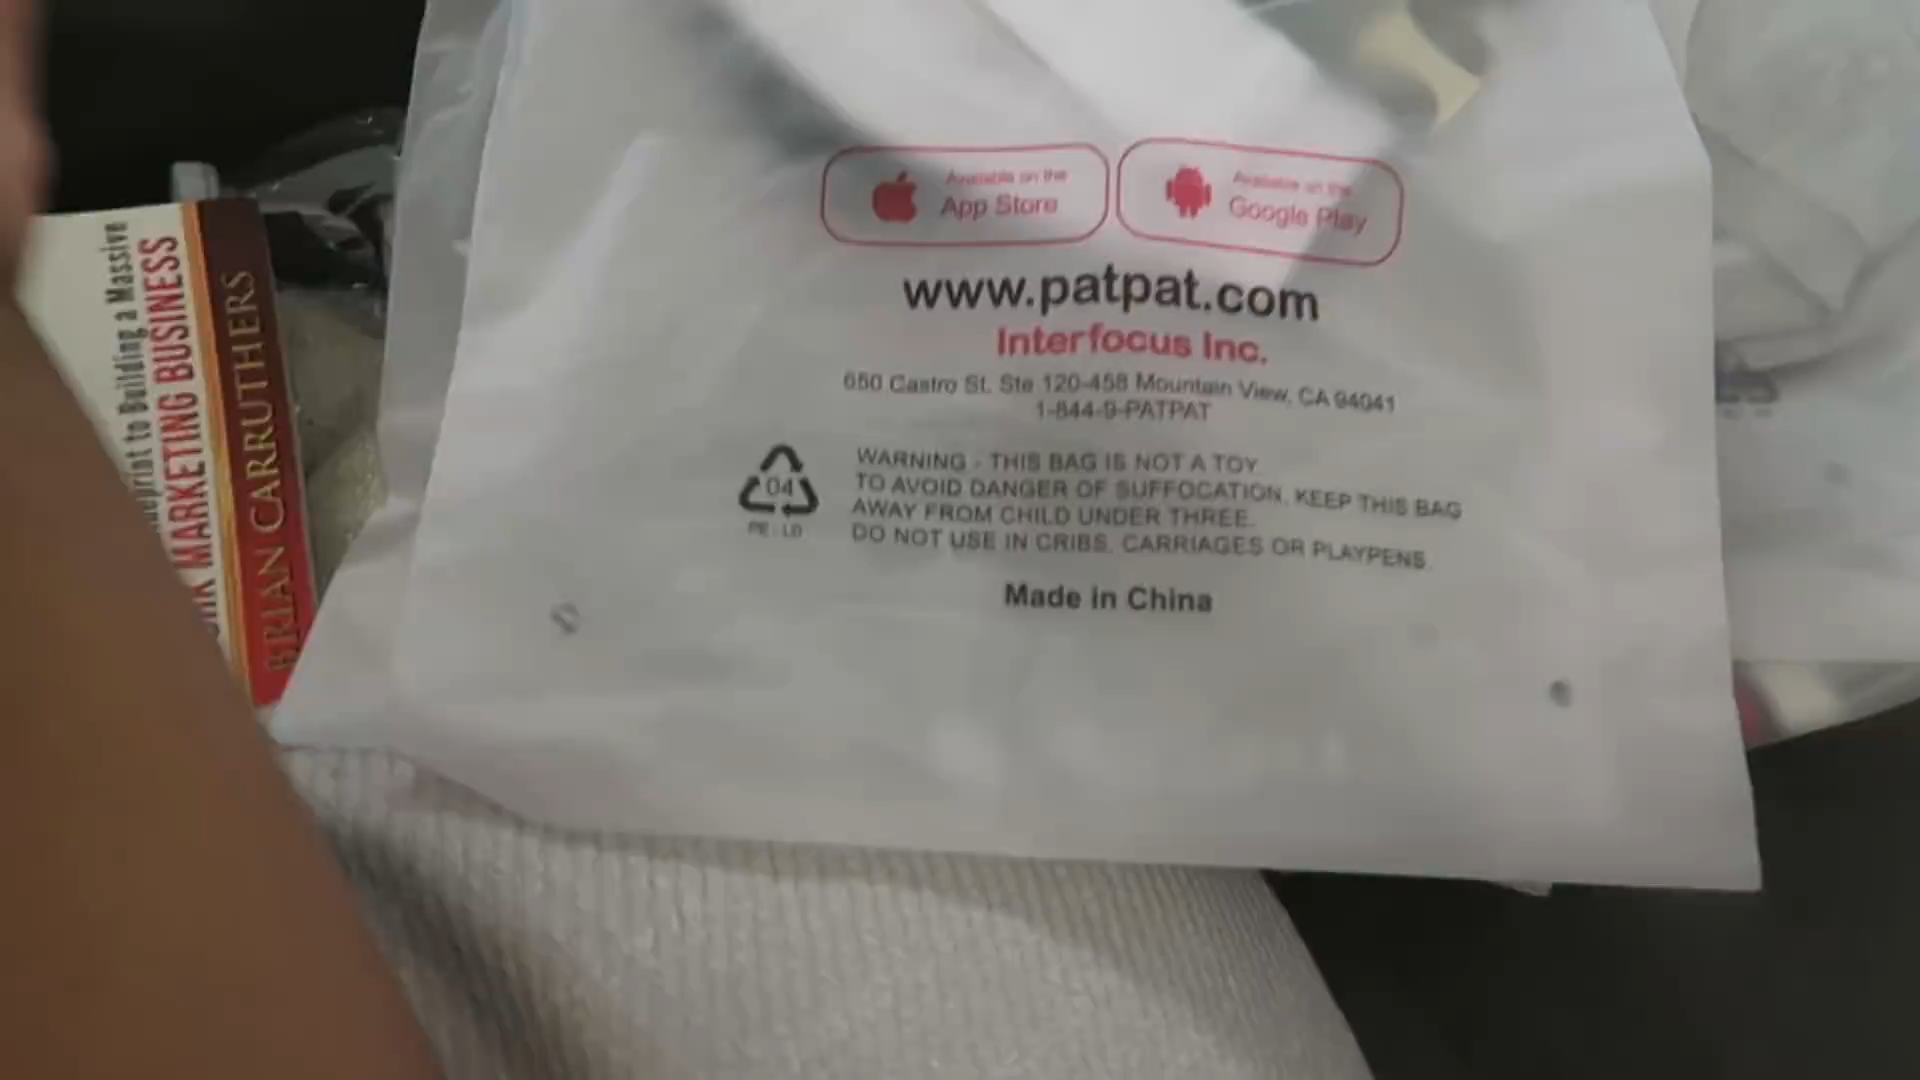 Available on the
App Store
Available on the
Google Play
www.patpat.com
Interfocus Inc.
650 Castro St. Ste 120-458 Mountain View, CA 94041
1-844-9-PATPAT
04
PE-LD
WARNING - THIS BAG IS NOT A TOY.
TO AVOID DANGER OF SUFFOCATION, KEEP THIS BAG
AWAY FROM CHILD UNDER THREE.
DO NOT USE IN CRIBS, CARRIAGES OR PLAYPENS.
Made in China
to Building a Massive
MARKETING BUSINESS
BRIAN CARRUTHERS